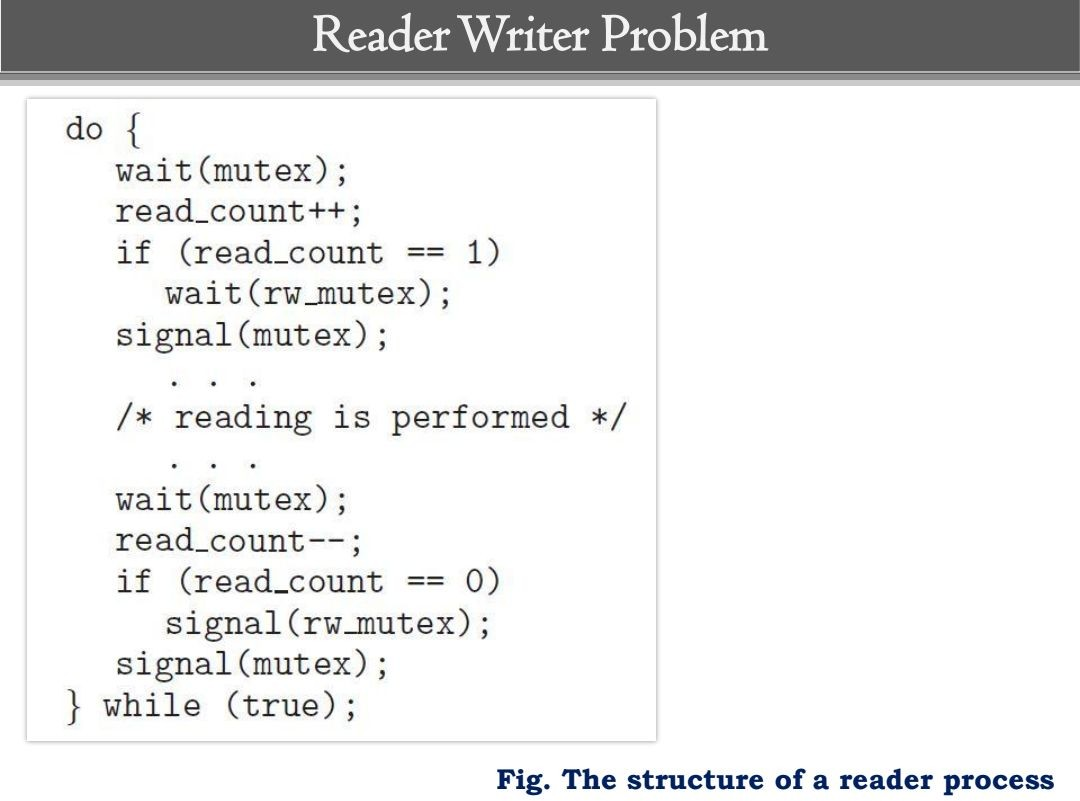 Reader Writer Problem
do {
wait(mutex);
read_count++;
if (read_count == 1)
wait(rw_mutex);
signal(mutex);
. . .
/* reading is performed */
. . .
wait(mutex);
read_count--;
if (read_count == 0)
signal(rw_mutex);
signal(mutex);
} while (true);
Fig. The structure of a reader process